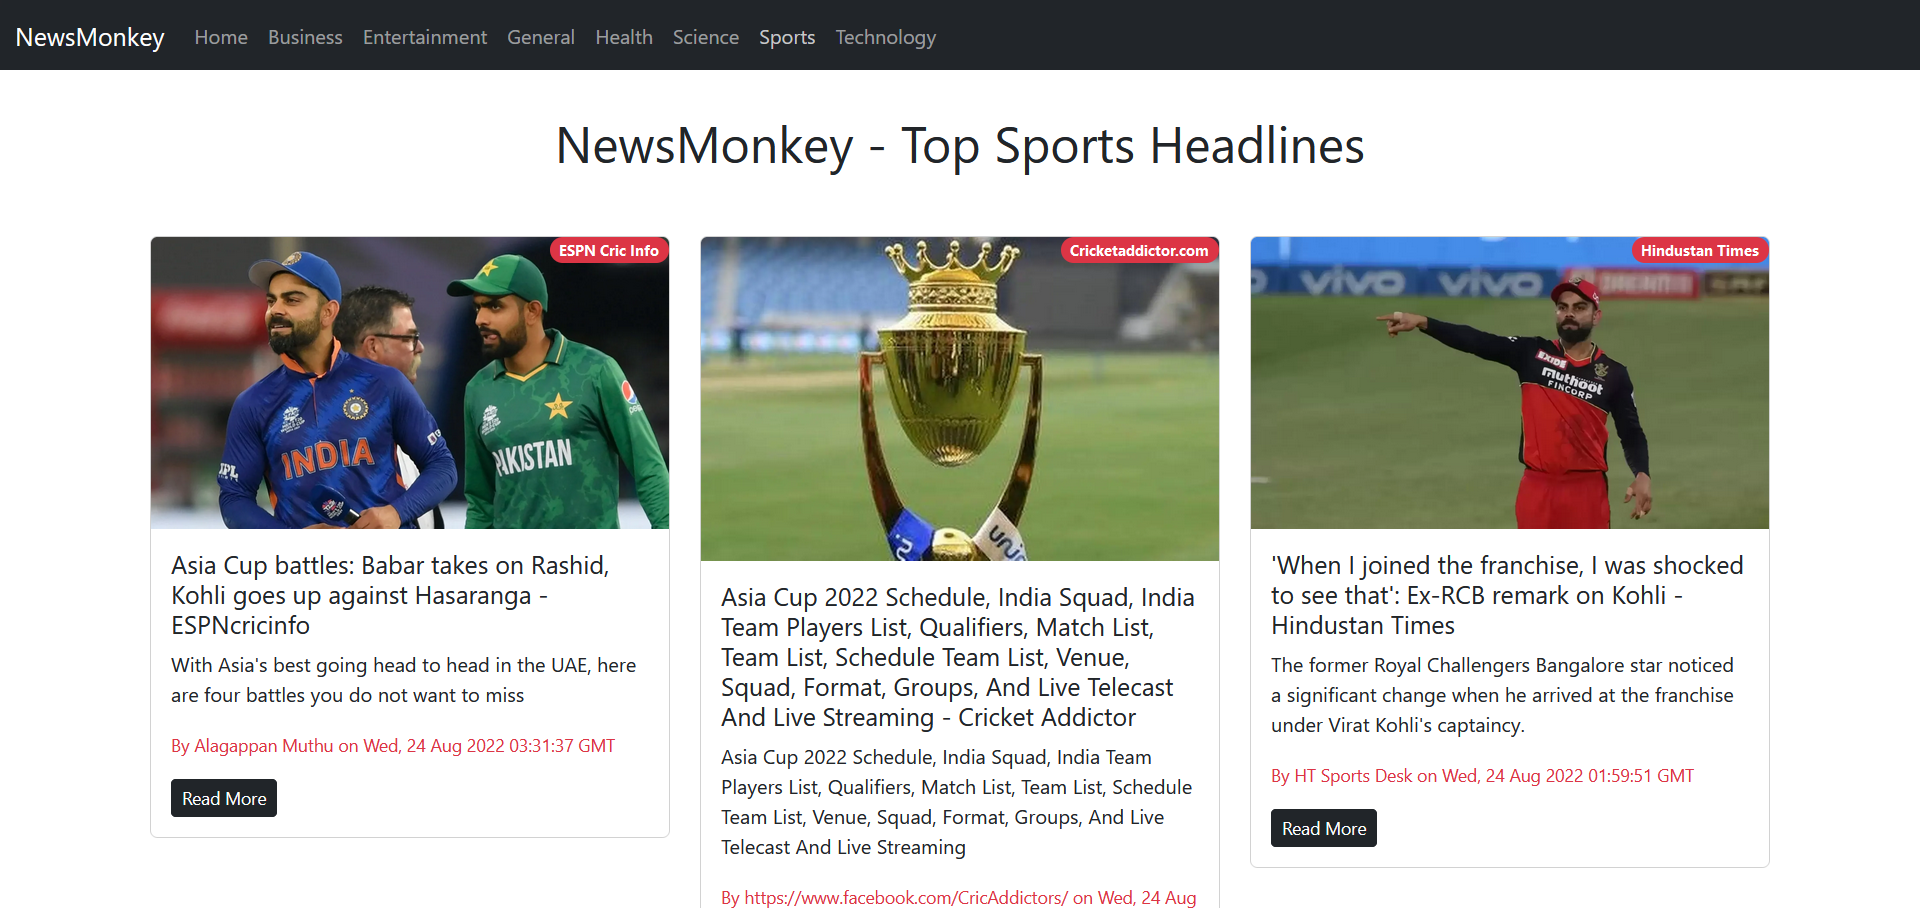 NewsMonkey Home Business Entertainment General Health Science Sports Technology
NewsMonkey - Top Sports Headlines
ESPN Cric Info
INDIA
PAKISTAN
pepsi
Asia Cup battles: Babar takes on Rashid,
Kohli goes up against Hasaranga -
ESPNcricinfo
With Asia's best going head to head in the UAE, here
are four battles you do not want to miss
By Alagappan Muthu on Wed, 24 Aug 2022 03:31:37 GMT
Read More
Cricketaddictor.com
Asia Cup 2022 Schedule, India Squad, India
Team Players List, Qualifiers, Match List,
Team List, Schedule Team List, Venue,
Squad, Format, Groups, And Live Telecast
And Live Streaming - Cricket Addictor
Asia Cup 2022 Schedule, India Squad, India Team
Players List, Qualifiers, Match List, Team List, Schedule
Team List, Venue, Squad, Format, Groups, And Live
Telecast And Live Streaming
By https://www.facebook.com/CricAddictors/ on Wed, 24 Aug
Hindustan Times
vivo vivo
EXIDE
muthoot
FINCORP
'When I joined the franchise, I was shocked
to see that': Ex-RCB remark on Kohli -
Hindustan Times
The former Royal Challengers Bangalore star noticed
a significant change when he arrived at the franchise
under Virat Kohli's captaincy.
By HT Sports Desk on Wed, 24 Aug 2022 01:59:51 GMT
Read More